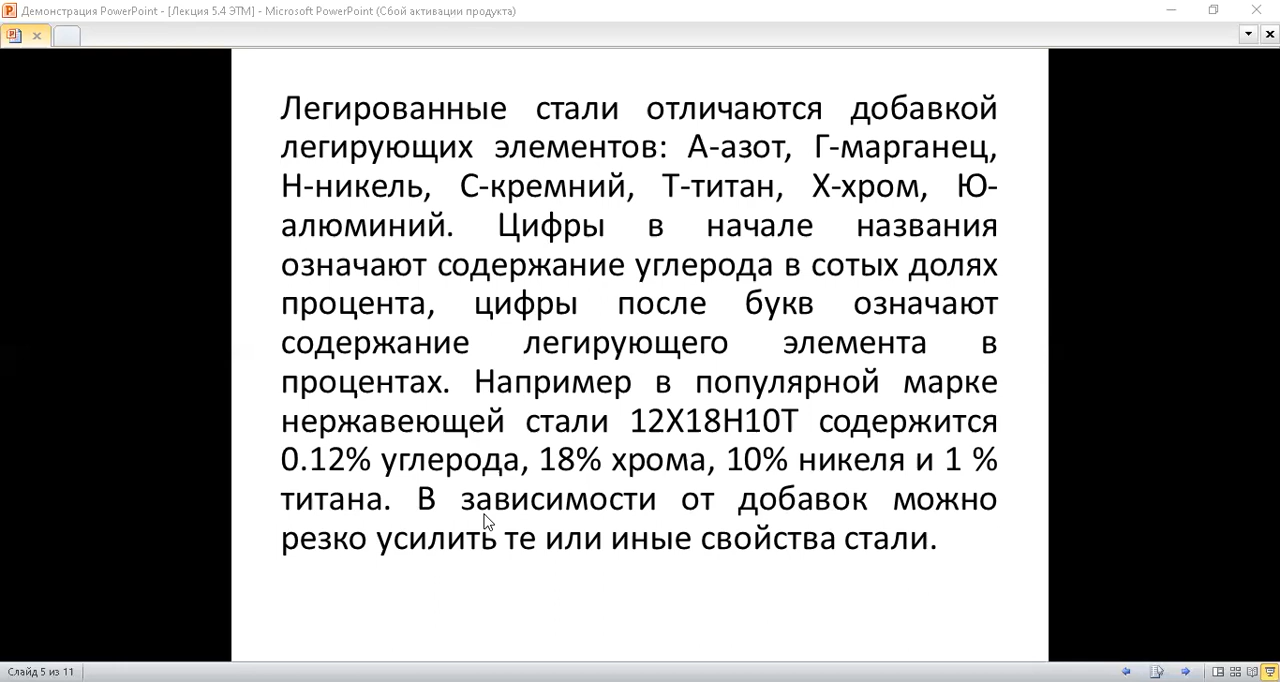 Демонстрация PowerPoint - [Лекция 5.4 ЭТМ] - Microsoft PowerPoint (Сбой активации продукта)
Легированные стали отличаются добавкой
легирующих элементов: А-азот, Г-марганец,
Н-никель, С-кремний, Т-титан, Х-хром, Ю-
алюминий. Цифры в начале названия
означают содержание углерода в сотых долях
процента, цифры после букв означают
содержание легирующего элемента в
процентах. Например в популярной марке
нержавеющей стали 12Х18Н10Т содержится
0.12% углерода, 18% хрома, 10% никеля и 1 %
титана. В зависимости от добавок можно
резко усилить те или иные свойства стали.
Слайд 5 из 11